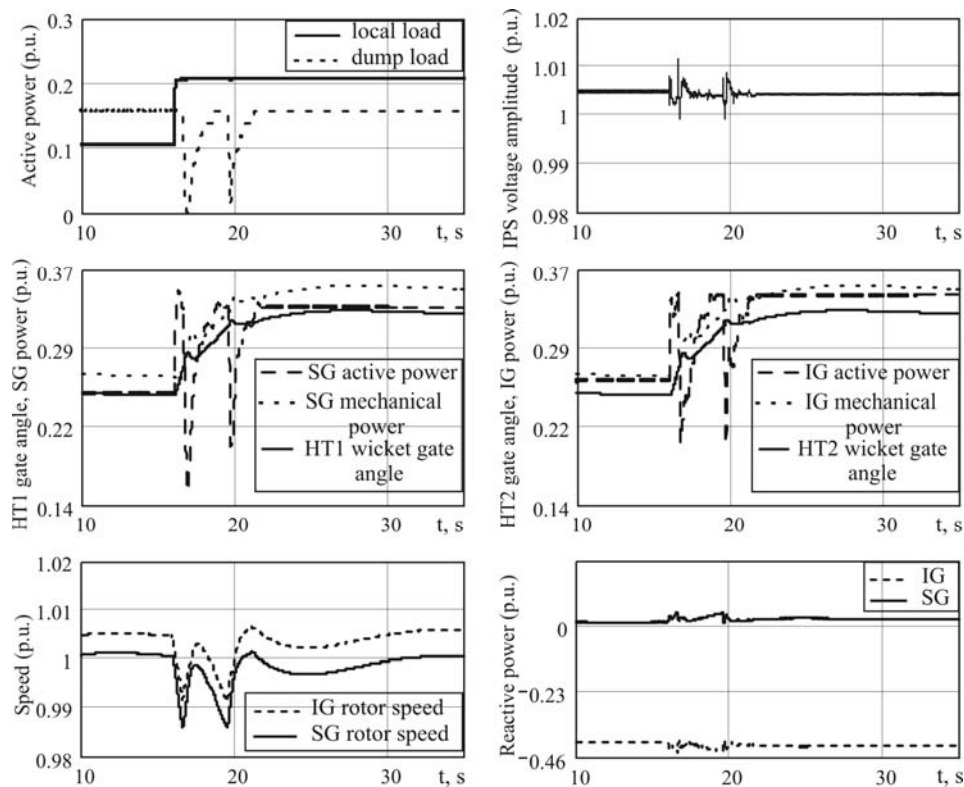 Active power (p.u.)
0.3
0.2
0.1
0
local load
dump load
10
20
30
t, s
IPS voltage amplitude (p.u.)
1.02
1.01
1
0.99
0.98
10
20
30
t, s
HT1 gate angle, SG power (p.u.)
0.37
0.29
0.22
0.14
SG active power
SG mechanical
power
HT1 wicket gate
angle
10
20
30
t, s
HT2 gate angle, IG power (p.u.)
0.37
0.29
0.22
0.14
IG active power
IG mechanical
power
HT2 wicket gate
angle
10
20
30
t, s
Speed (p.u.)
1.02
1.01
1
0.99
0.98
IG rotor speed
SG rotor speed
10
20
30
t, s
Reactive power (p.u.)
0
−0.23
−0.46
IG
SG
10
20
30
t, s